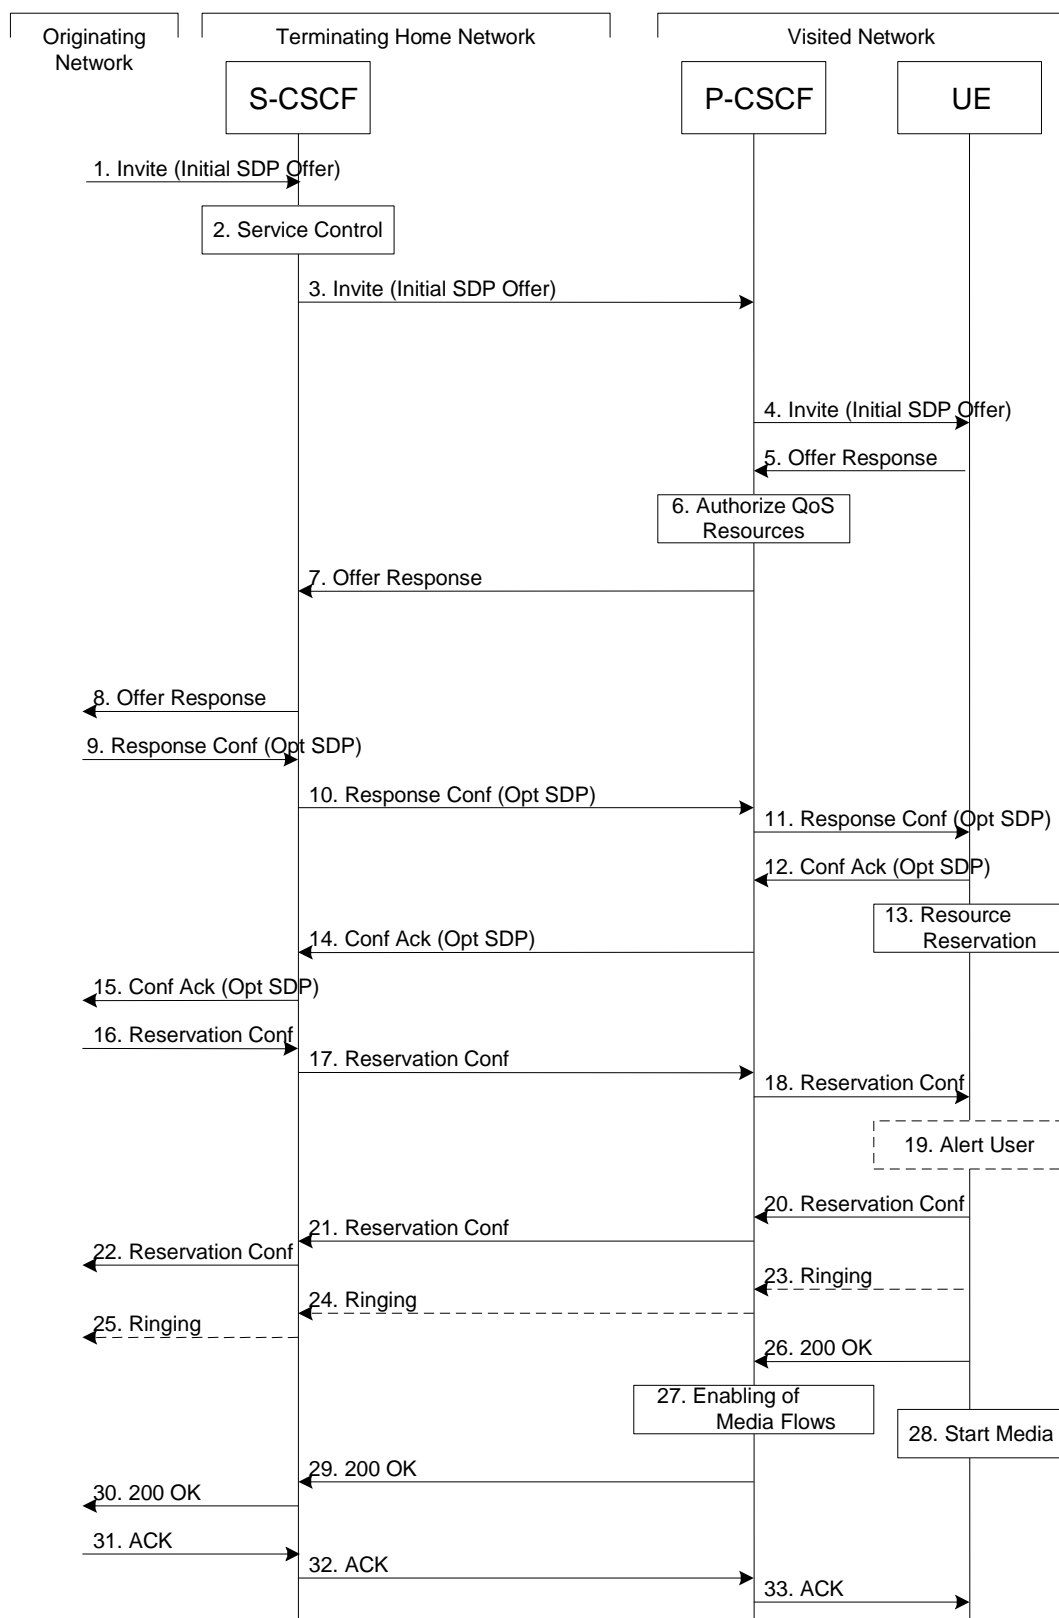 Originating
Network
Terminating Home Network
Visited Network
S-CSCF
P-CSCF
UE
1. Invite (Initial SDP Offer)
2. Service Control
3. Invite (Initial SDP Offer)
4. Invite (Initial SDP Offer)
5. Offer Response
6. Authorize QoS
Resources
7. Offer Response
8. Offer Response
9. Response Conf (Opt SDP)
10. Response Conf (Opt SDP)
11. Response Conf (Opt SDP)
12. Conf Ack (Opt SDP)
13. Resource
Reservation
14. Conf Ack (Opt SDP)
15. Conf Ack (Opt SDP)
16. Reservation Conf
17. Reservation Conf
18. Reservation Conf
19. Alert User
20. Reservation Conf
21. Reservation Conf
22. Reservation Conf
23. Ringing
24. Ringing
25. Ringing
26. 200 OK
27. Enabling of
Media Flows
28. Start Media
29. 200 OK
30. 200 OK
31. ACK
32. ACK
33. ACK